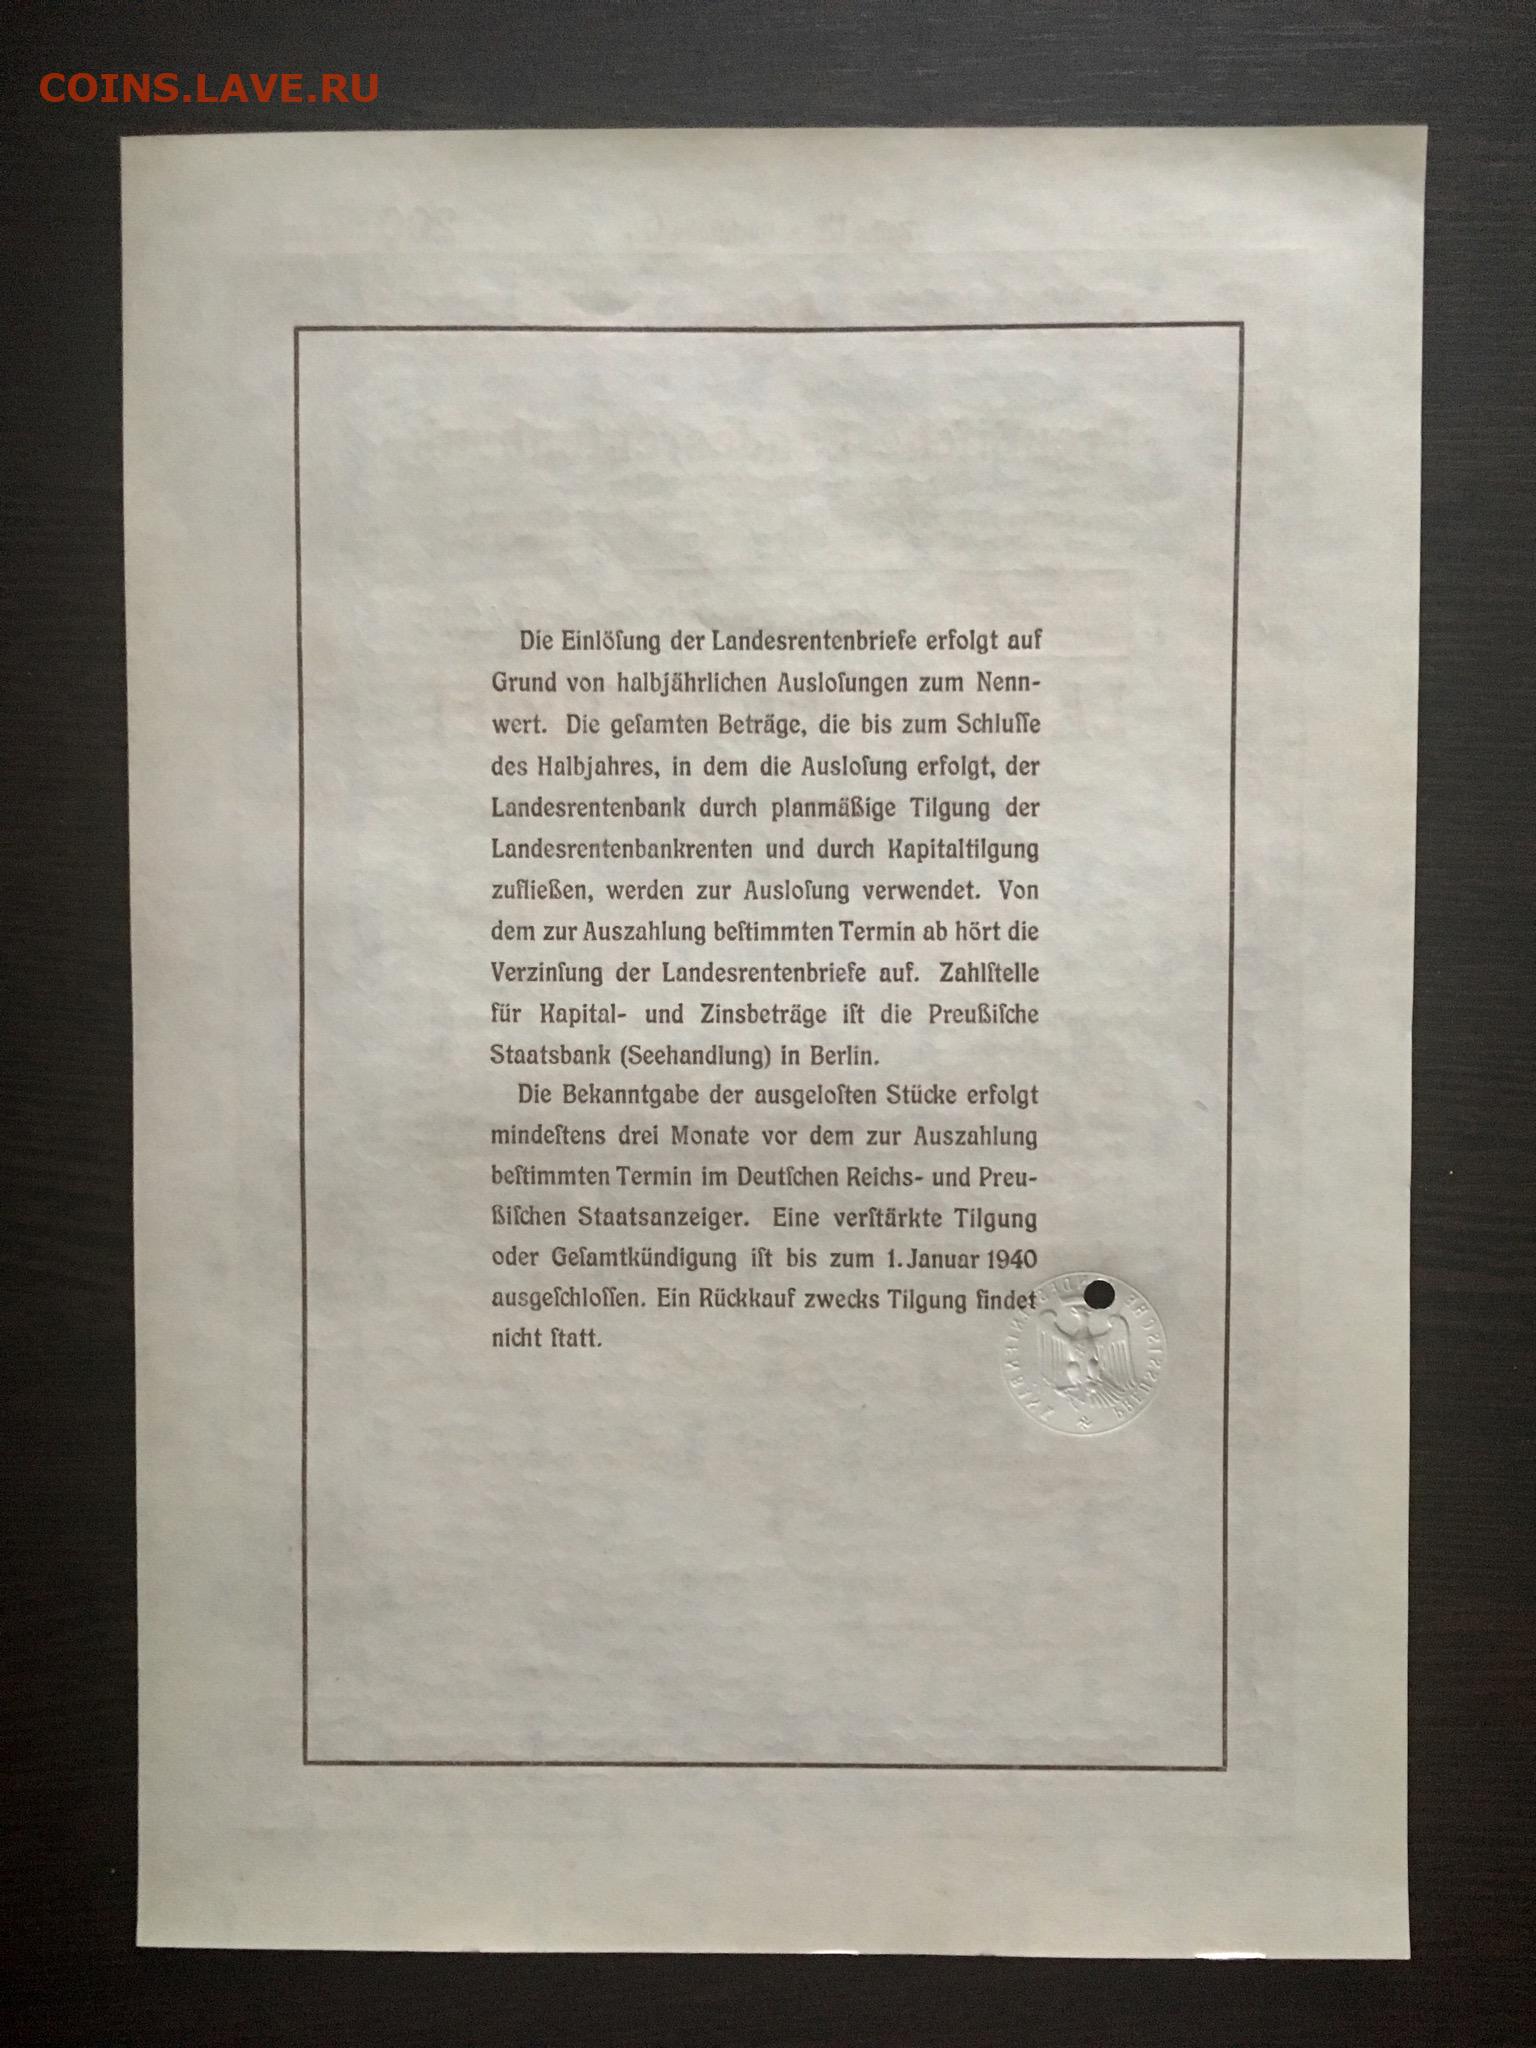 COINS.LAVE.RU
Die Einlöſung der Landesrentenbriefe erfolgt auf
Grund von halbjährlichen Ausloſungen zum Nenn-
wert. Die geſamten Beträge, die bis zum Schluſſe
des Halbjahres, in dem die Ausloſung erfolgt, der
Landesrentenbank durch planmäßige Tilgung der
Landesrentenbankrenten und durch Kapitaltilgung
zufließen, werden zur Ausloſung verwendet. Von
dem zur Auszahlung beſtimmten Termin ab hört die
Verzinſung der Landesrentenbriefe auf. Zahlſtelle
für Kapital- und Zinsbeträge iſt die Preußiſche
Staatsbank (Seehandlung) in Berlin.
Die Bekanntgabe der ausgeloſten Stücke erfolgt
mindeſtens drei Monate vor dem zur Auszahlung
beſtimmten Termin im Deutſchen Reichs- und Preu-
ßiſchen Staatsanzeiger. Eine verſtärkte Tilgung
oder Geſamtkündigung iſt bis zum 1. Januar 1940
ausgeſchloſſen. Ein Rückkauf zwecks Tilgung findet
nicht ſtatt.